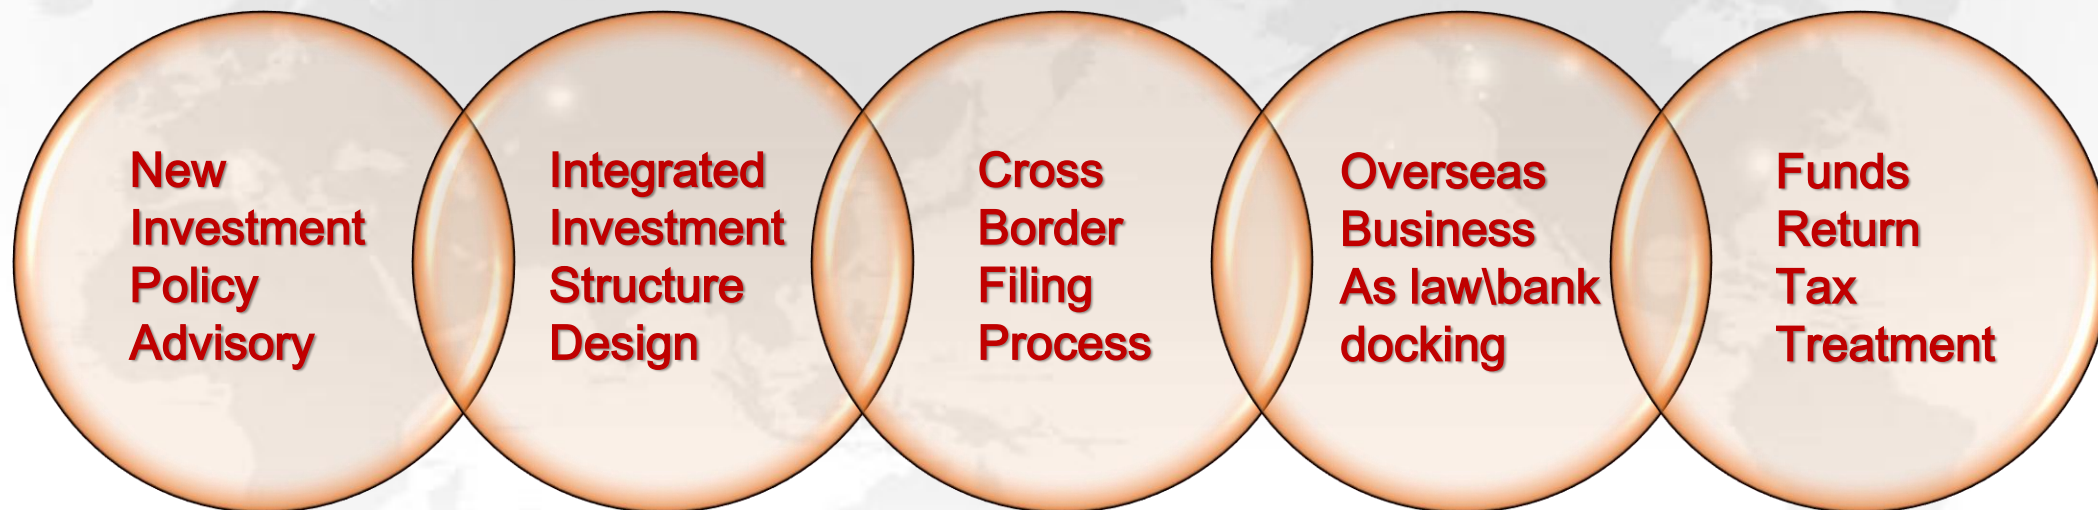 New
Investment
Policy
Advisory
Integrated
Investment
Structure
Design
Cross
Border
Filing
Process
Overseas
Business
As law\bank
docking
Funds
Return
Tax
Treatment